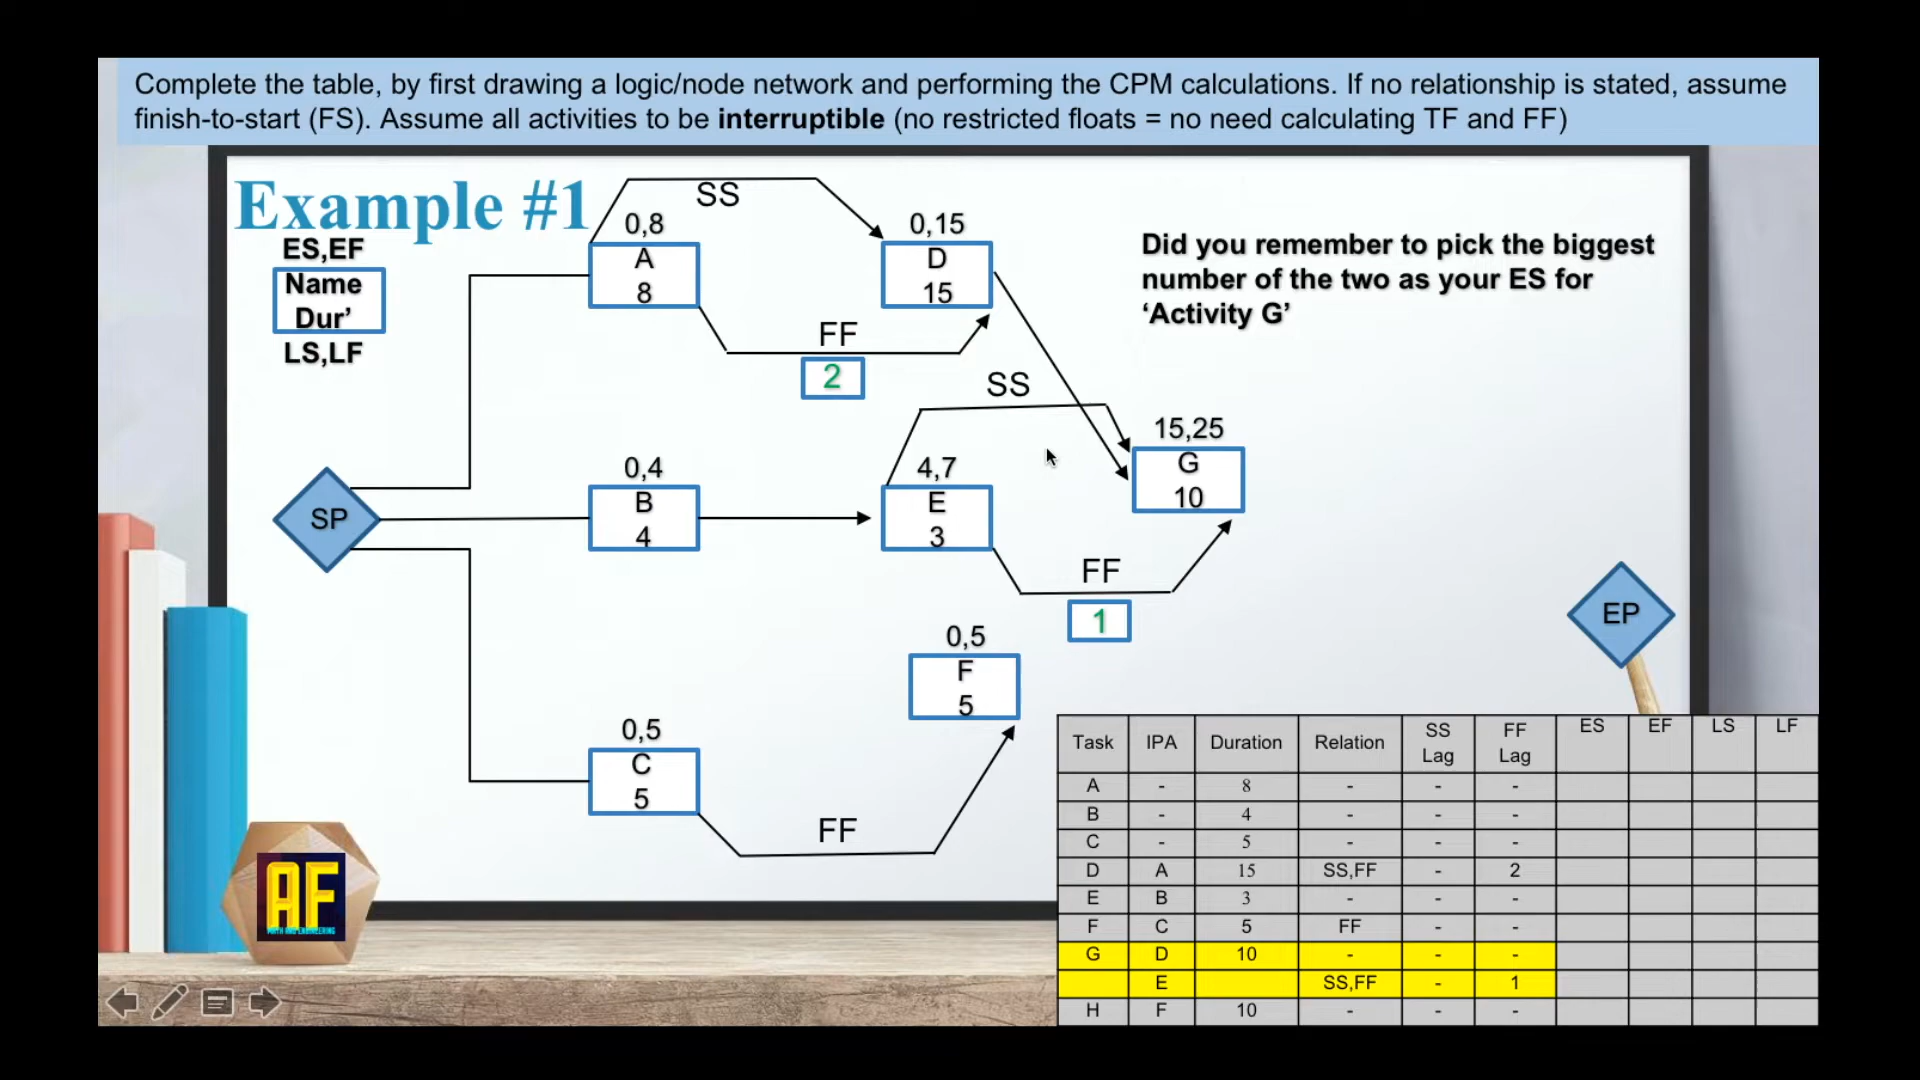 Complete the table, by first drawing a logic/node network and performing the CPM calculations. If no relationship is stated, assume
finish-to-start (FS). Assume all activities to be interruptible (no restricted floats = no need calculating TF and FF)
Example #1
ES,EF
Name
Dur’
LS,LF
SS
0,8
A
8
0,15
D
15
FF
2
Did you remember to pick the biggest
number of the two as your ES for
‘Activity G’
SS
15,25
G
10
SP
0,4
B
4
4,7
E
3
FF
1
EP
0,5
F
5
0,5
C
5
FF
AF
Task IPA Duration Relation SS Lag FF Lag ES EF LS LF
A - 8 - - -
B - 4 - - -
C - 5 - - -
D A 15 SS,FF - 2
E B 3 - - -
F C 5 FF - -
G D 10 - - -
E SS,FF - 1
H F 10 - - -